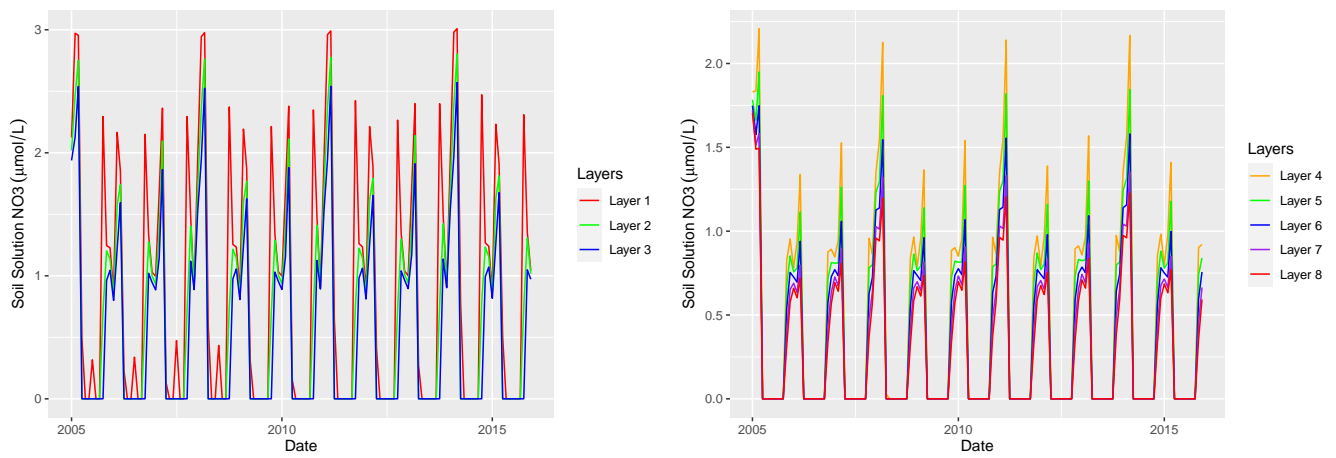 3
2
1
0
Soil Solution NO3 (μmol/L)
2005
2010
2015
Date
Layers
Layer 1
Layer 2
Layer 3
2.0
1.5
1.0
0.5
0.0
Soil Solution NO3 (μmol/L)
2005
2010
2015
Date
Layers
Layer 4
Layer 5
Layer 6
Layer 7
Layer 8